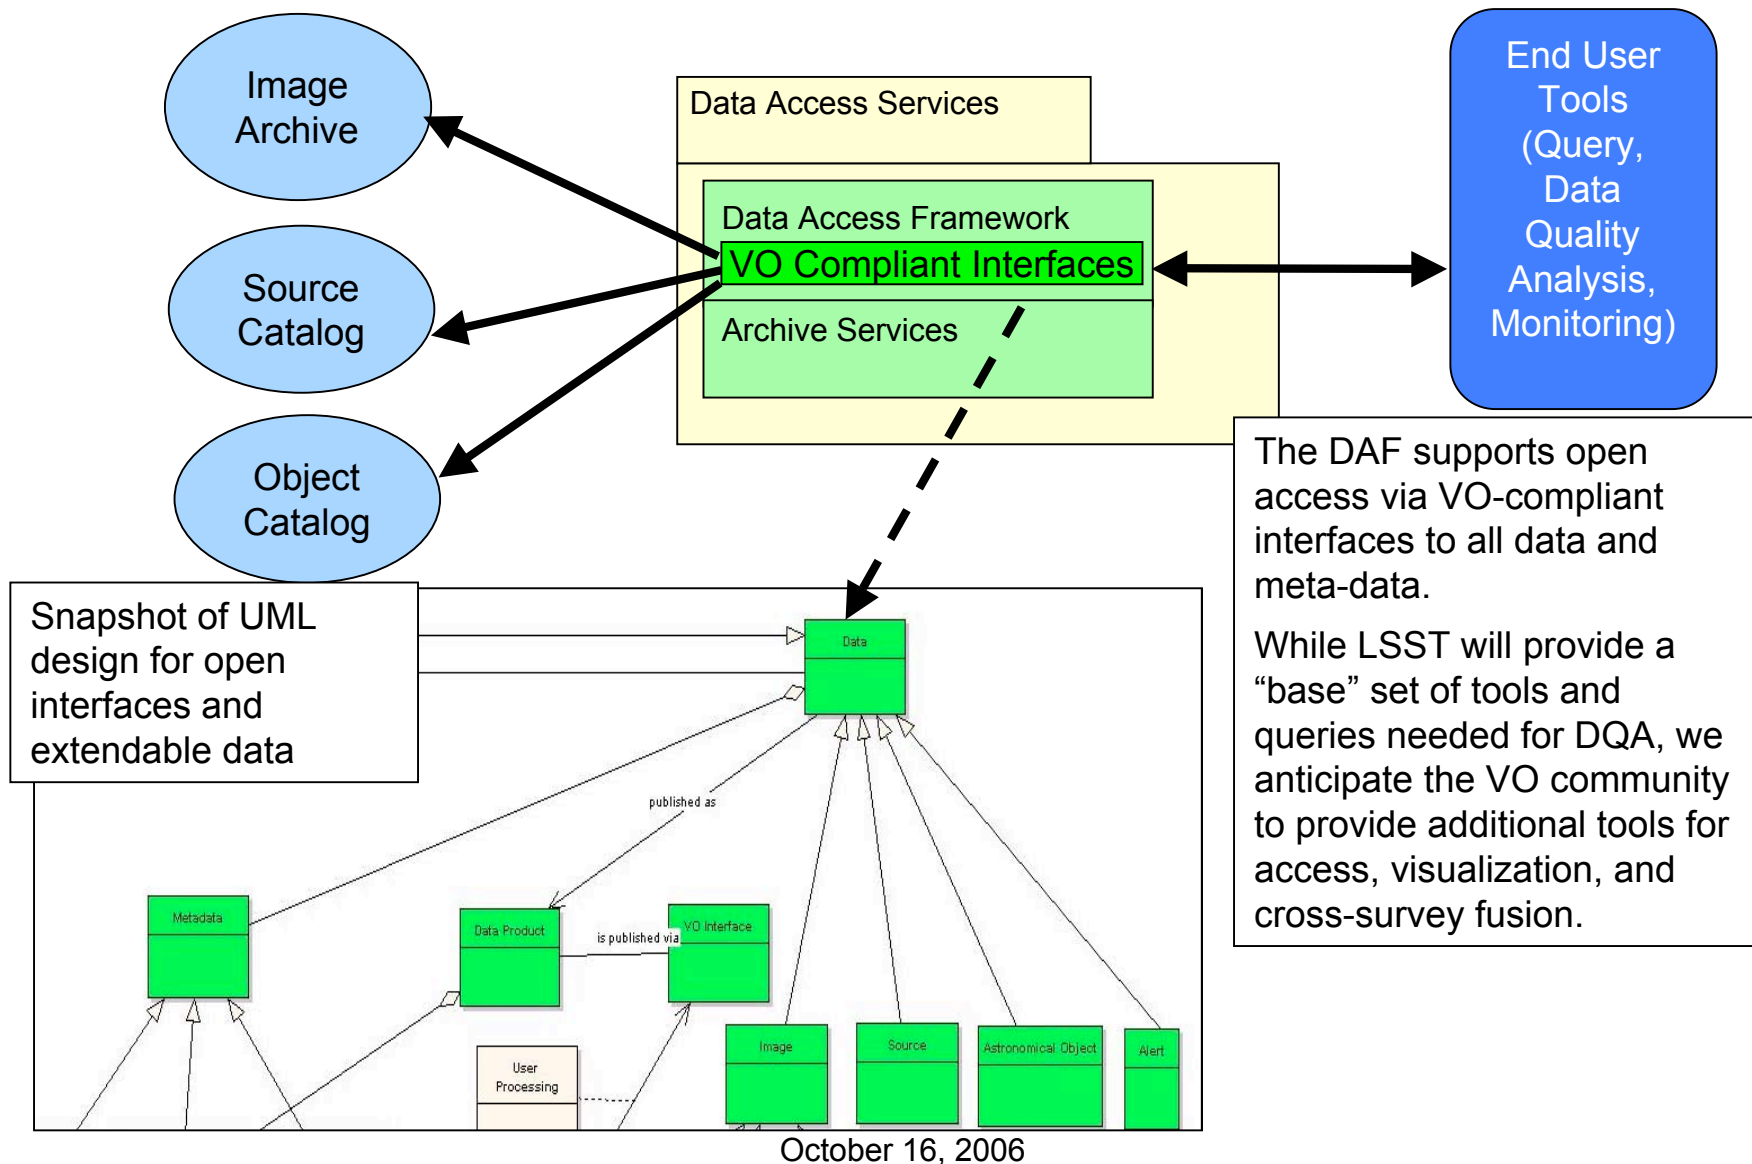 Image
Archive
Source
Catalog
Object
Catalog
Data Access Services
Data Access Framework
VO Compliant Interfaces
Archive Services
End User
Tools
(Query,
Data
Quality
Analysis,
Monitoring)
The DAF supports open
access via VO-compliant
interfaces to all data and
meta-data.
While LSST will provide a
“base” set of tools and
queries needed for DQA, we
anticipate the VO community
to provide additional tools for
access, visualization, and
cross-survey fusion.
Snapshot of UML
design for open
interfaces and
extendable data
Data
published as
Metadata
Data Product
is published via
VO Interface
User
Processing
Image
Source
Astronomical Object
Alert
October 16, 2006